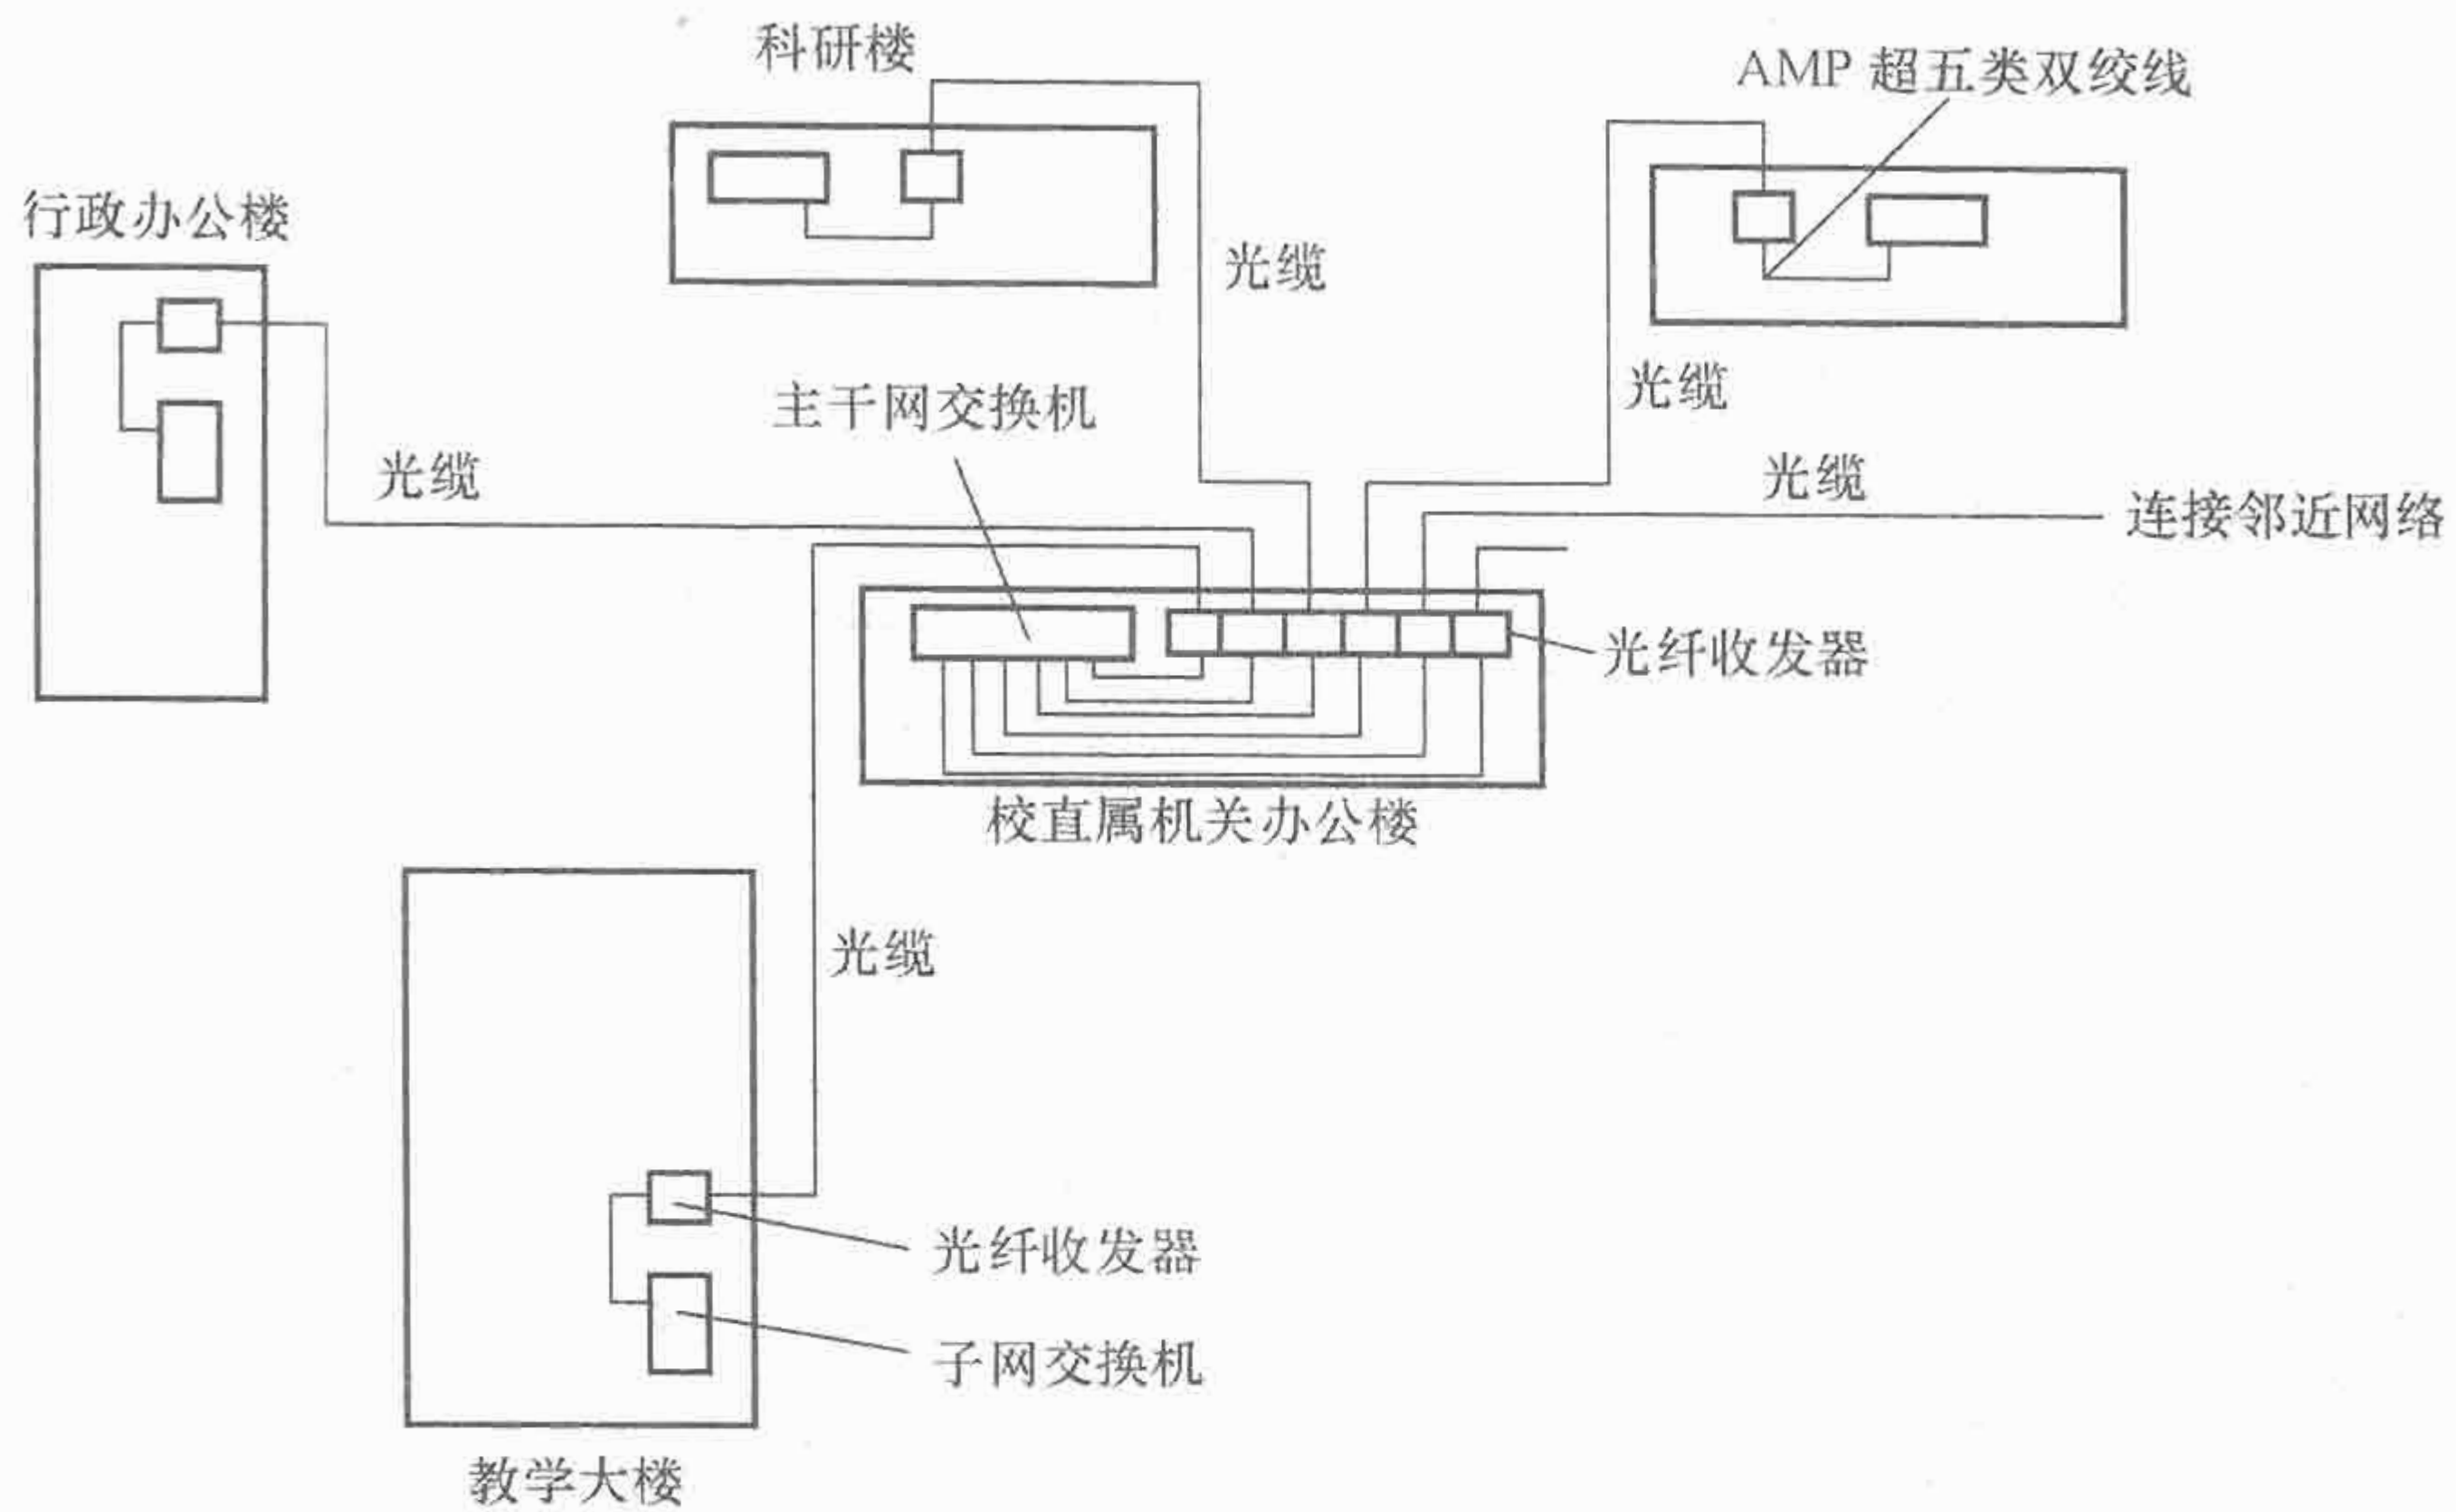 科研楼
AMP 超五类双绞线
行政办公楼
光缆
光缆
主干网交换机
光缆
光缆
连接邻近网络
光纤收发器
校直属机关办公楼
光缆
光纤收发器
子网交换机
教学大楼